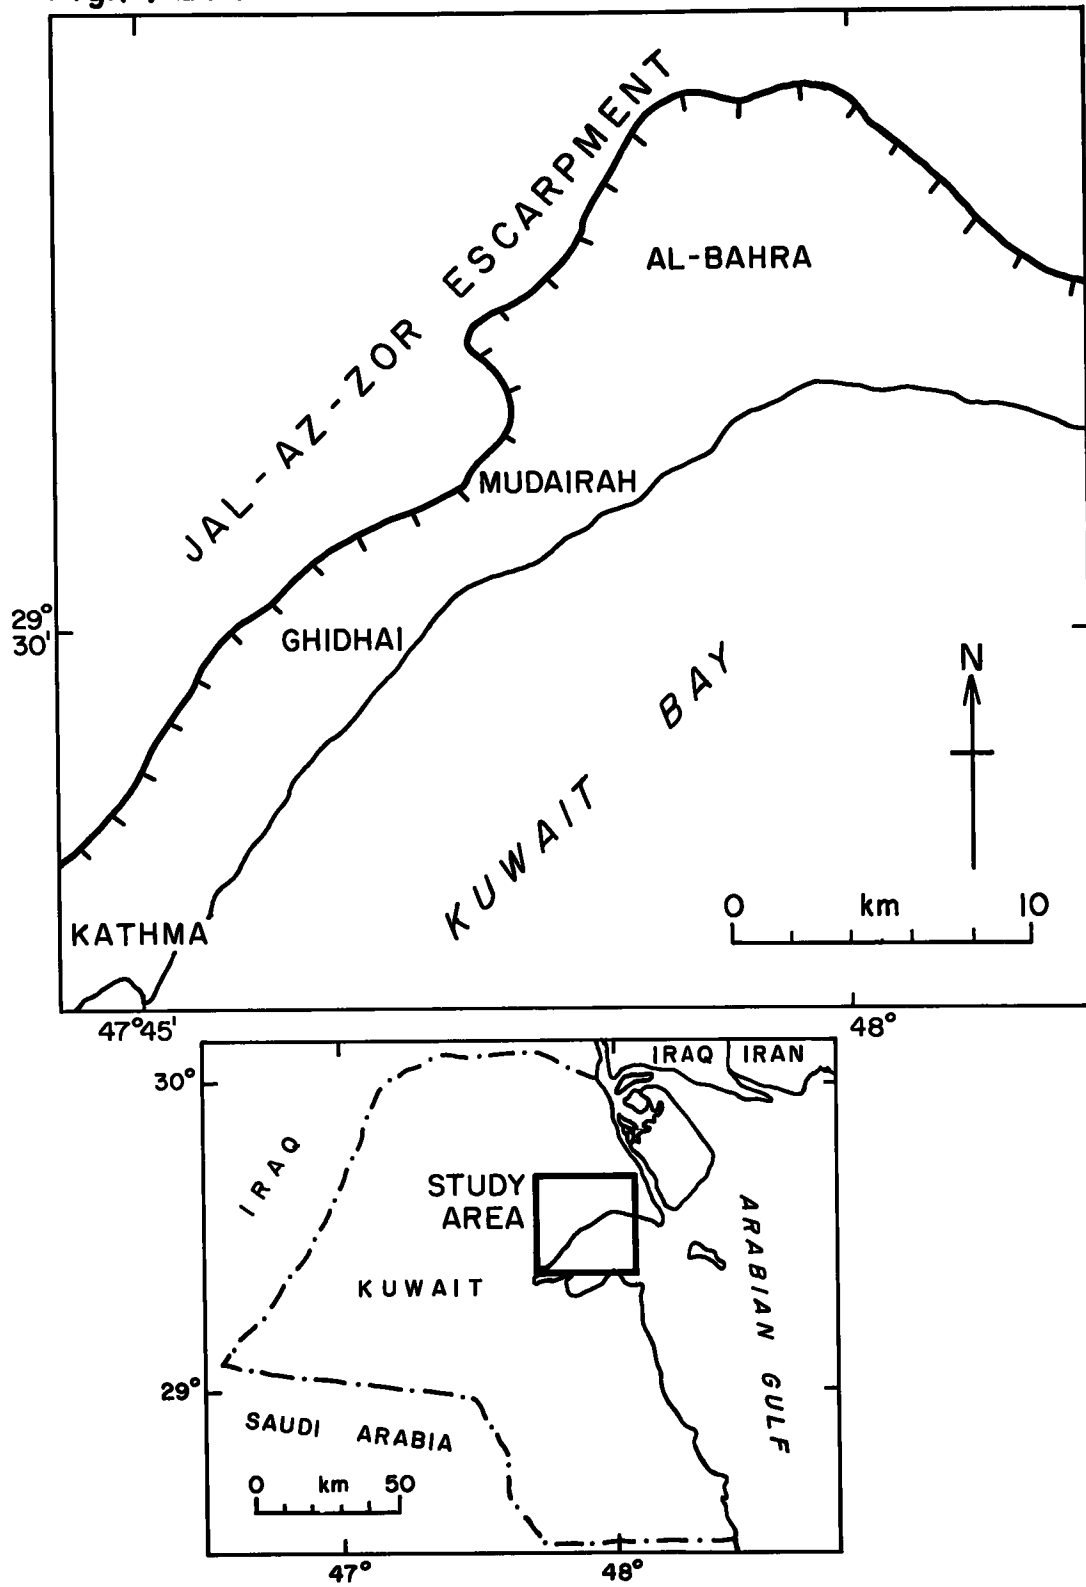 JAL-AZ-ZOR ESCARPMENT
AL-BAHRA
MUDAIRAH
29°
30'
GHIDHAI
KUWAIT BAY
N
0 km 10
KATHMA
47°45' 48°
IRAQ IRAN
30°
IRAQ
STUDY
AREA
KUWAIT
ARABIAN GULF
29°
SAUDI ARABIA
0 km 50
47° 48°